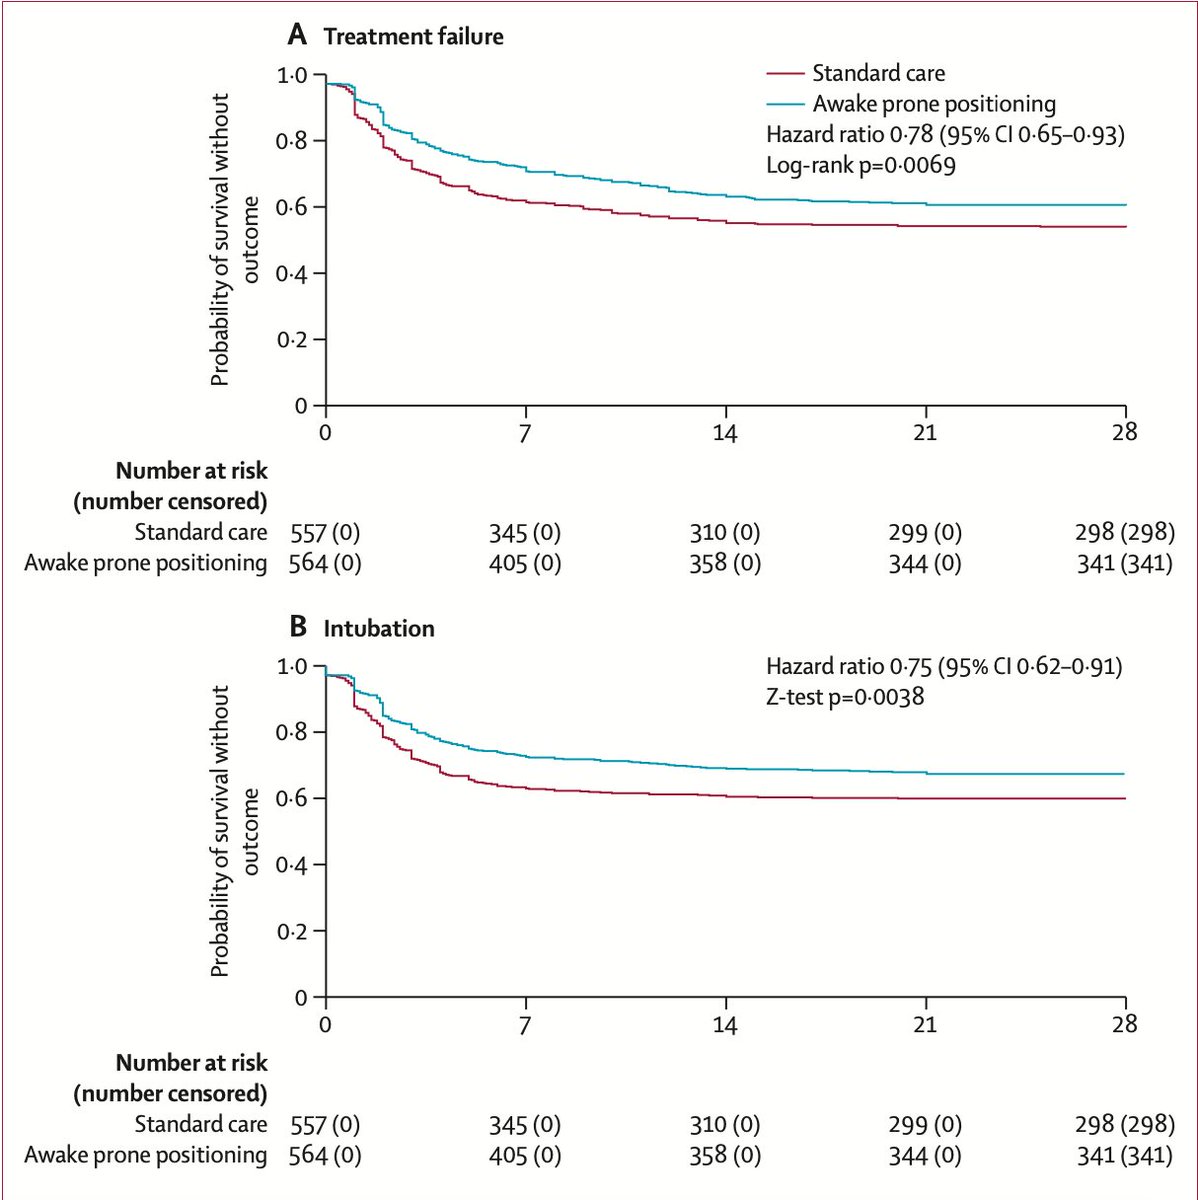 A Treatment failure
Probability of survival without
outcome
1·0
0·8
0·6
0·4
0·2
0
Standard care
Awake prone positioning
Hazard ratio 0·78 (95% CI 0·65–0·93)
Log-rank p=0·0069
0 7 14 21 28
Number at risk
(number censored)
Standard care 557 (0) 345 (0) 310 (0) 299 (0) 298 (298)
Awake prone positioning 564 (0) 405 (0) 358 (0) 344 (0) 341 (341)
B Intubation
Probability of survival without
outcome
1·0
0·8
0·6
0·4
0·2
0
Hazard ratio 0·75 (95% CI 0·62–0·91)
Z-test p=0·0038
0 7 14 21 28
Number at risk
(number censored)
Standard care 557 (0) 345 (0) 310 (0) 299 (0) 298 (298)
Awake prone positioning 564 (0) 405 (0) 358 (0) 344 (0) 341 (341)